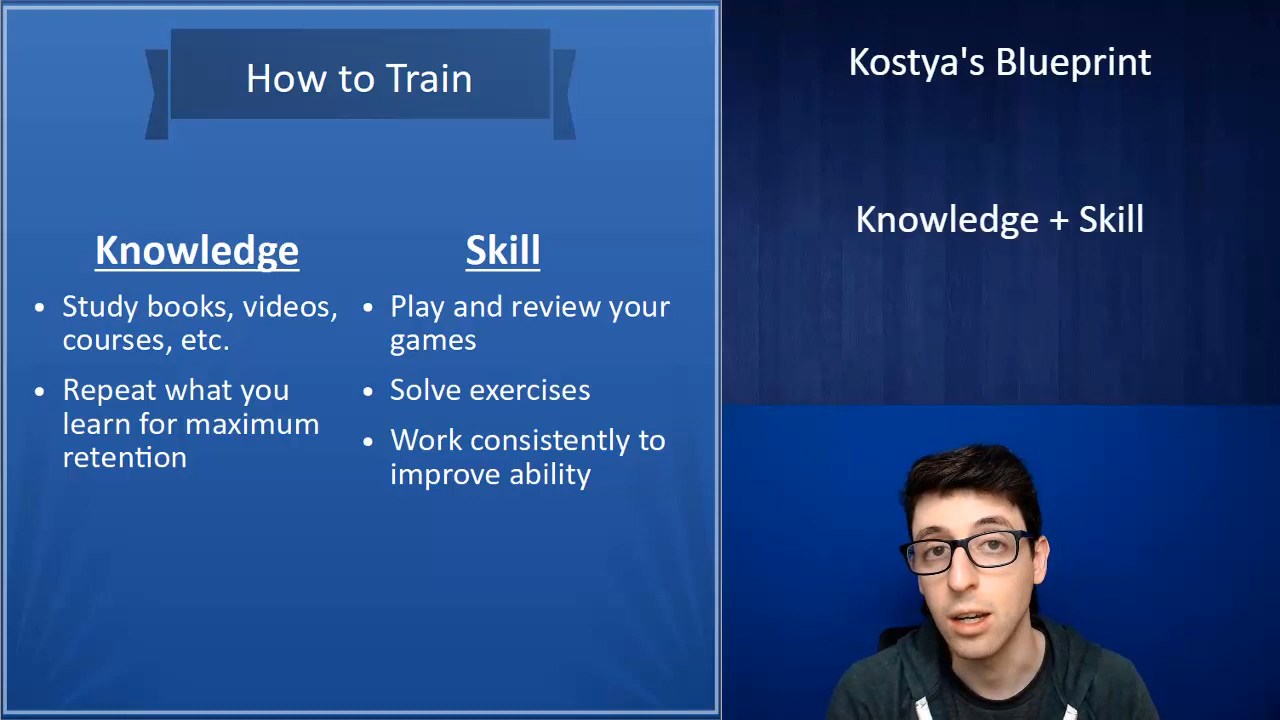 How to Train
Knowledge
• Study books, videos,
courses, etc.
• Repeat what you
learn for maximum
retention
Skill
• Play and review your
games
• Solve exercises
• Work consistently to
improve ability
Kostya's Blueprint
Knowledge + Skill